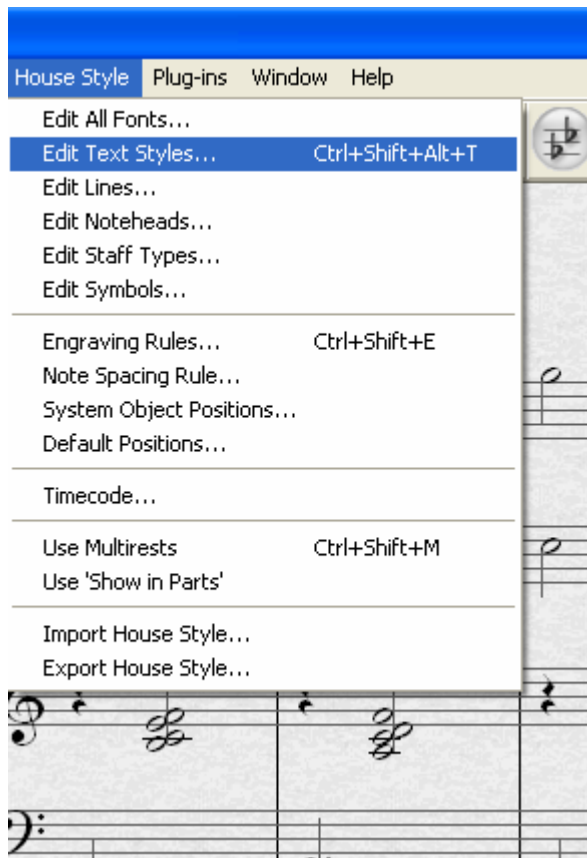 House Style Plug-ins Window Help
Edit All Fonts...
Edit Text Styles... Ctrl+Shift+Alt+T
Edit Lines...
Edit Noteheads...
Edit Staff Types...
Edit Symbols...
Engraving Rules... Ctrl+Shift+E
Note Spacing Rule...
System Object Positions...
Default Positions...
Timecode...
Use Multirests Ctrl+Shift+M
Use 'Show in Parts'
Import House Style...
Export House Style...